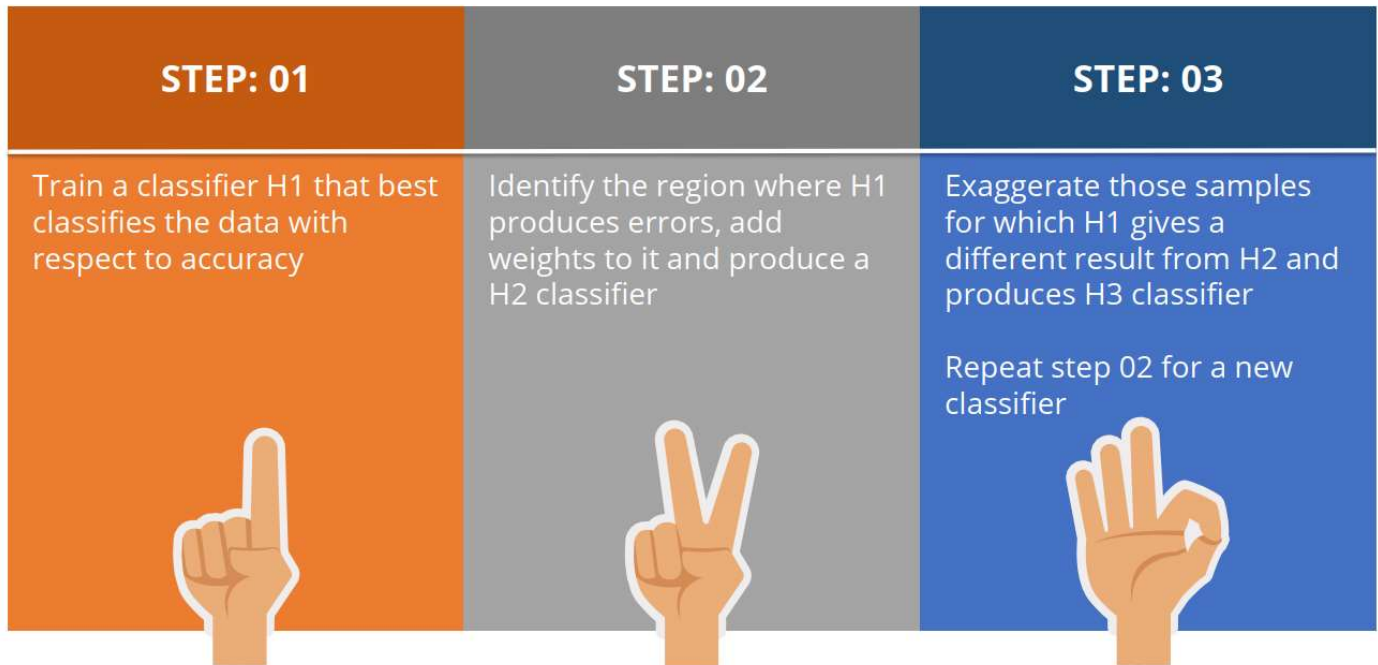 STEP: 01
Train a classifier H1 that best
classifies the data with
respect to accuracy
STEP: 02
Identify the region where H1
produces errors, add
weights to it and produce a
H2 classifier
STEP: 03
Exaggerate those samples
for which H1 gives a
different result from H2 and
produces H3 classifier
Repeat step 02 for a new
classifier